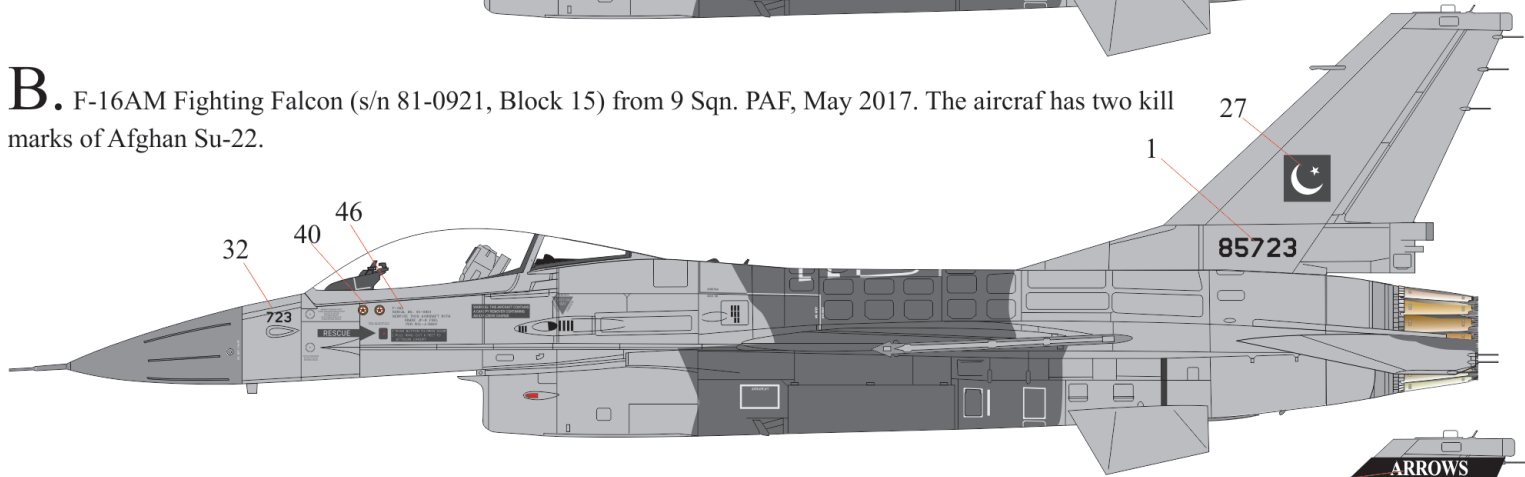 B. F-16AM Fighting Falcon (s/n 81-0921, Block 15) from 9 Sqn. PAF, May 2017. The aircraf has two kill
marks of Afghan Su-22.
27
1
46
40
32
85723
723
RESCUE
ARROWS